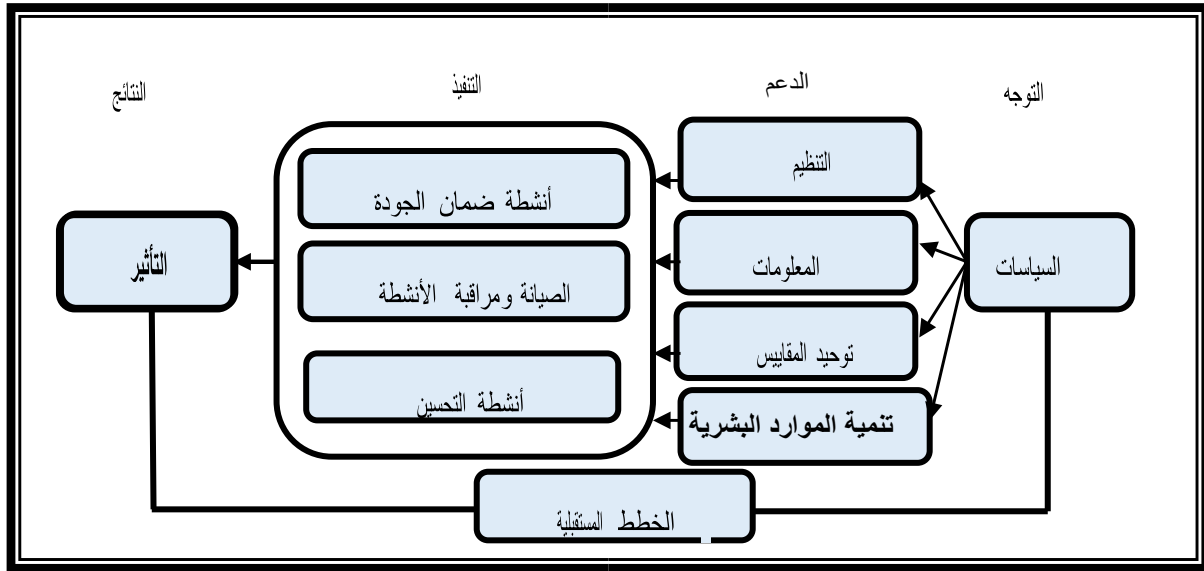 التوجه
الدعم
التنفيذ
النتائج
السياسات
التنظيم
المعلومات
توحيد المقاييس
تنمية الموارد البشرية
أنشطة ضمان الجودة
الصيانة ومراقبة الأنشطة
أنشطة التحسين
التأثير
الخطط المستقبلية